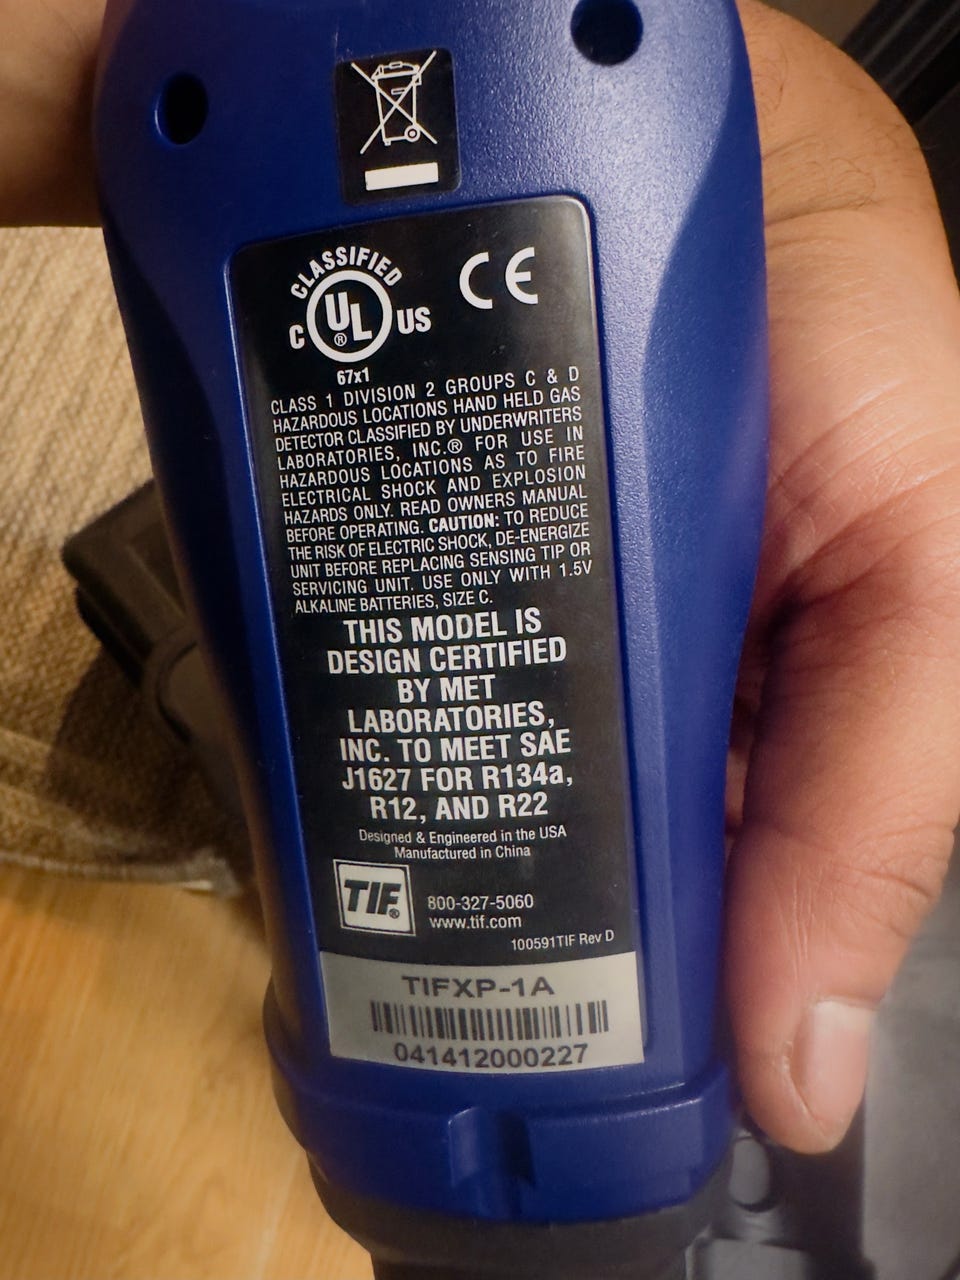 CLASSIFIED
C UL® US
CE
67x1
CLASS 1 DIVISION 2 GROUPS C & D
HAZARDOUS LOCATIONS HAND HELD GAS
DETECTOR CLASSIFIED BY UNDERWRITERS
LABORATORIES, INC.® FOR USE IN
HAZARDOUS LOCATIONS AS TO FIRE
ELECTRICAL SHOCK AND EXPLOSION
HAZARDS ONLY. READ OWNERS MANUAL
BEFORE OPERATING. CAUTION: TO REDUCE
THE RISK OF ELECTRIC SHOCK, DE-ENERGIZE
UNIT BEFORE REPLACING SENSING TIP OR
SERVICING UNIT. USE ONLY WITH 1.5V
ALKALINE BATTERIES, SIZE C.
THIS MODEL IS
DESIGN CERTIFIED
BY MET
LABORATORIES,
INC. TO MEET SAE
J1627 FOR R134a,
R12, AND R22
Designed & Engineered in the USA
Manufactured in China
TIF®
800-327-5060
www.tif.com
100591TIF Rev D
TIFXP-1A
041412000227